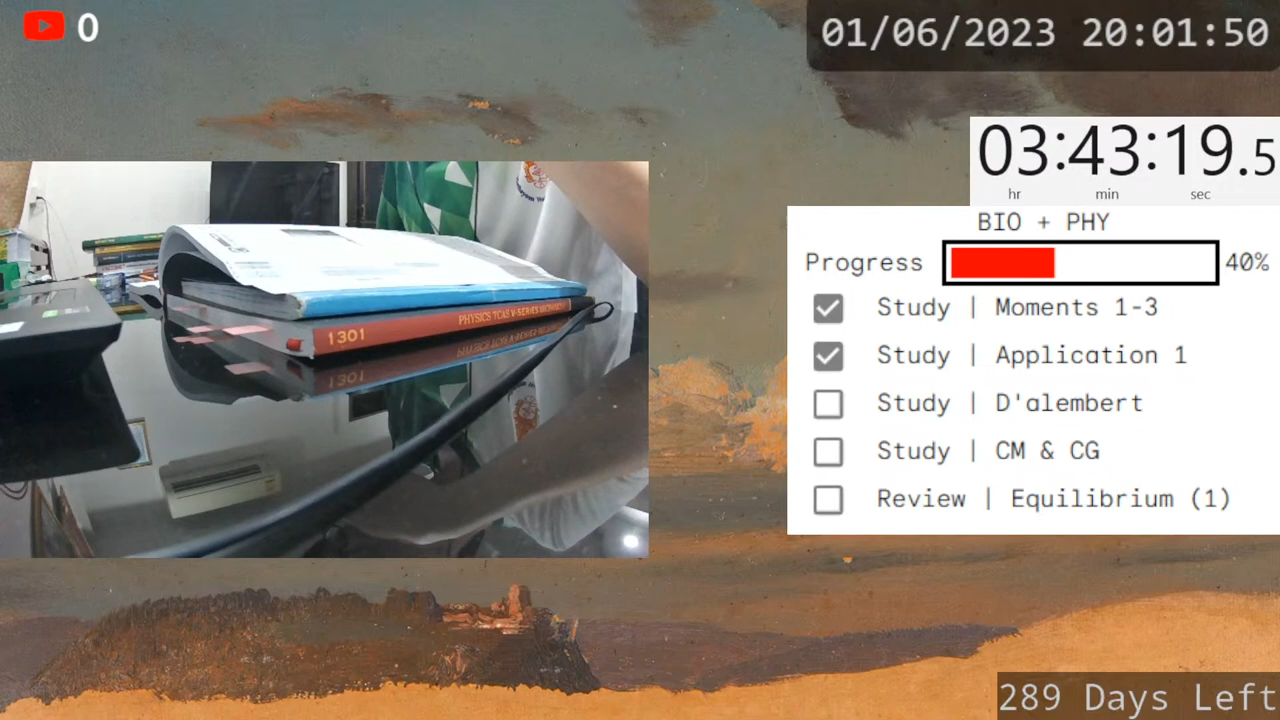 0
01/06/2023 20:01:50
03:43:19.5
hr min sec
BIO + PHY
Progress 40%
Study | Moments 1-3
Study | Application 1
Study | D'alembert
Study | CM & CG
Review | Equilibrium (1)
1301 PHYSICS TCAS V-SERIES
289 Days Left